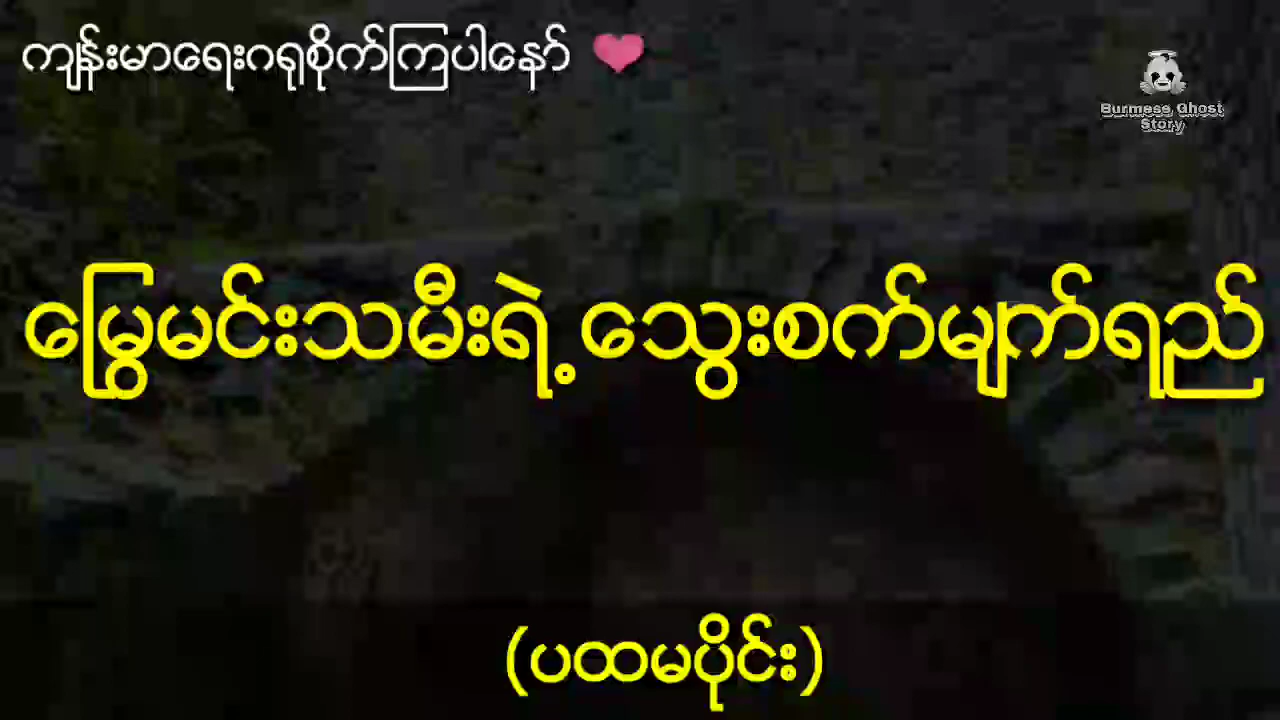 ကျန်းမာရေးဂရုစိုက်ကြပါနော် ❤
Burmese Ghost
Story
မြွေမင်းသမီးရဲ့ သွေးစက်မျက်ရည်
(ပထမပိုင်း)